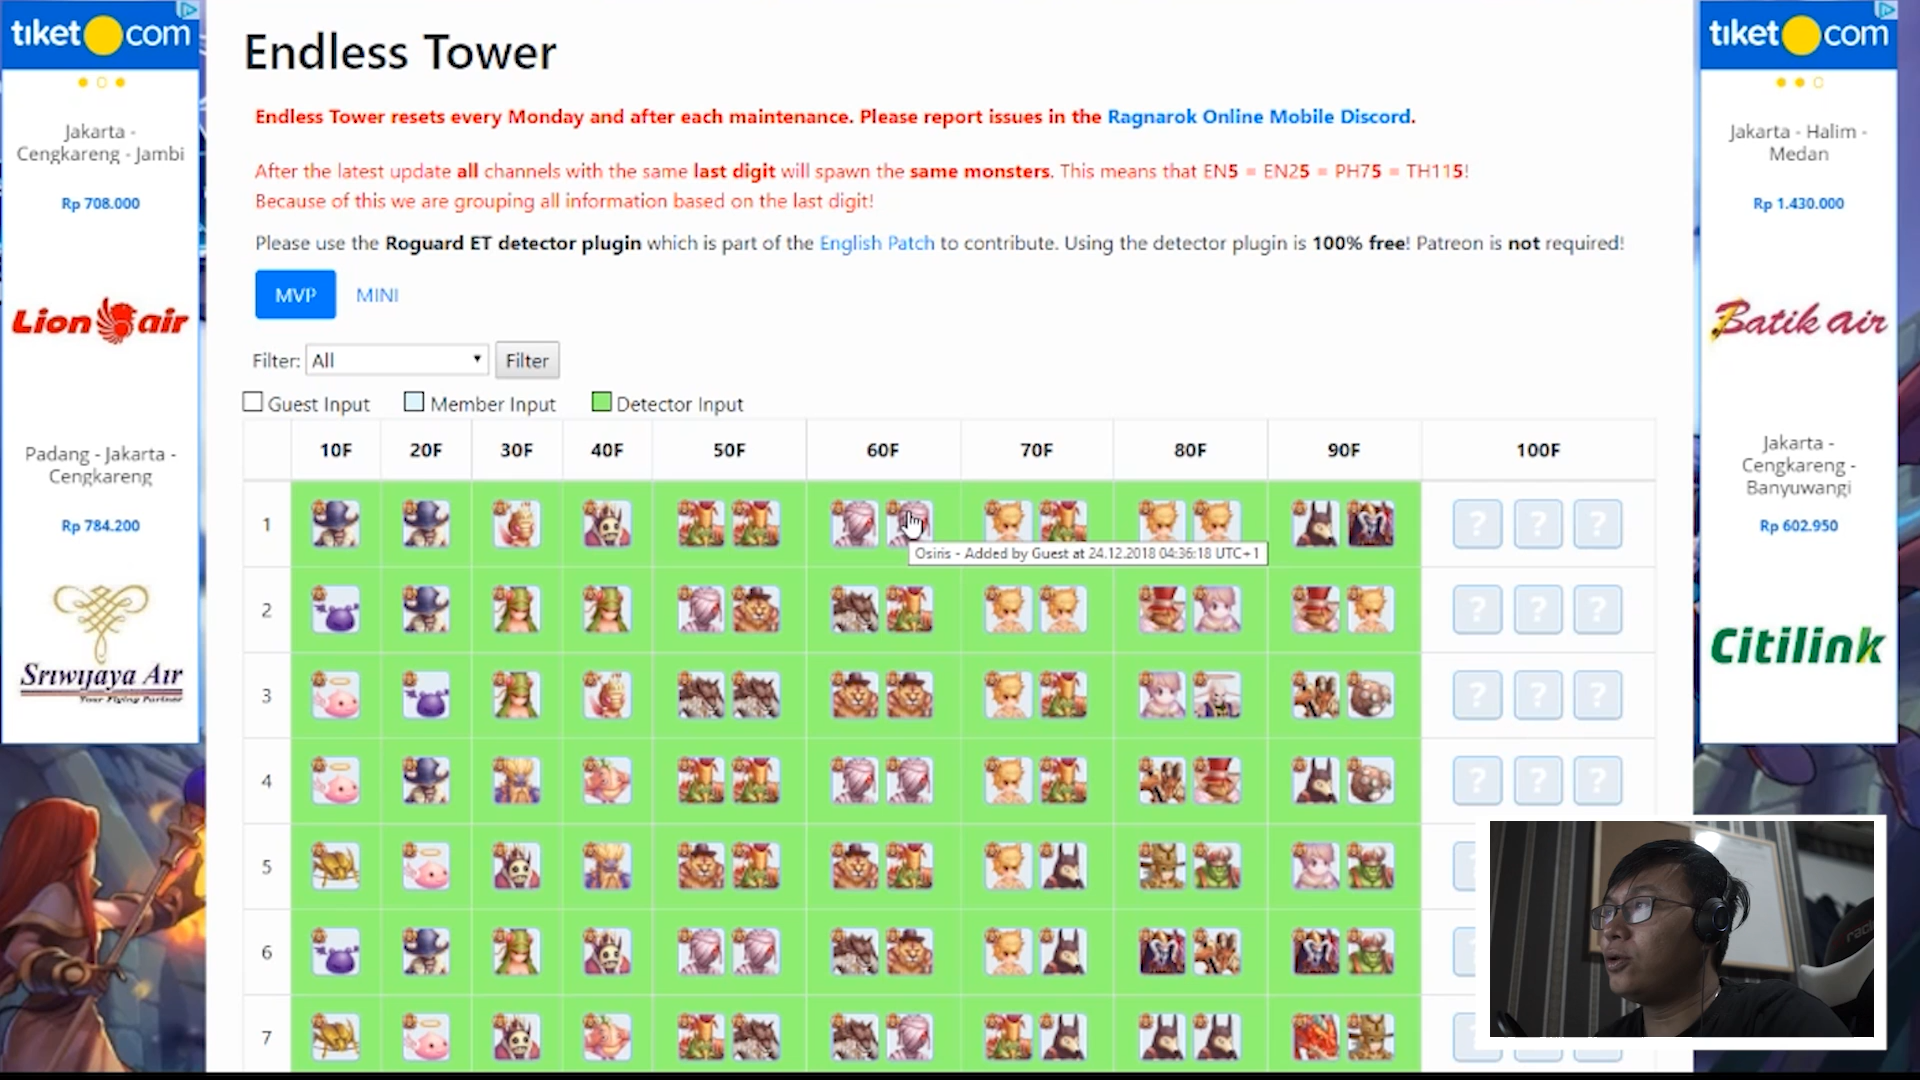 tiket com
Jakarta -
Cengkareng - Jambi
Rp 708.000
Lion air
Padang - Jakarta -
Cengkareng
Rp 784.200
Sriwijaya Air
Your Flying Partner
Endless Tower
Endless Tower resets every Monday and after each maintenance. Please report issues in the Ragnarok Online Mobile Discord.
After the latest update all channels with the same last digit will spawn the same monsters. This means that EN5 = EN25 = PH75 = TH115!
Because of this we are grouping all information based on the last digit!
Please use the Roguard ET detector plugin which is part of the English Patch to contribute. Using the detector plugin is 100% free! Patreon is not required!
MVP MINI
Filter: All Filter
Guest Input Member Input Detector Input
10F 20F 30F 40F 50F 60F 70F 80F 90F 100F
1 ? ? ?
Osiris - Added by Guest at 24.12.2018 04:36:18 UTC+1
2 ? ? ?
3 ? ? ?
4 ? ? ?
5
6
7
tiket com
Jakarta - Halim -
Medan
Rp 1.430.000
Batik air
Jakarta -
Cengkareng -
Banyuwangi
Rp 602.950
Citilink